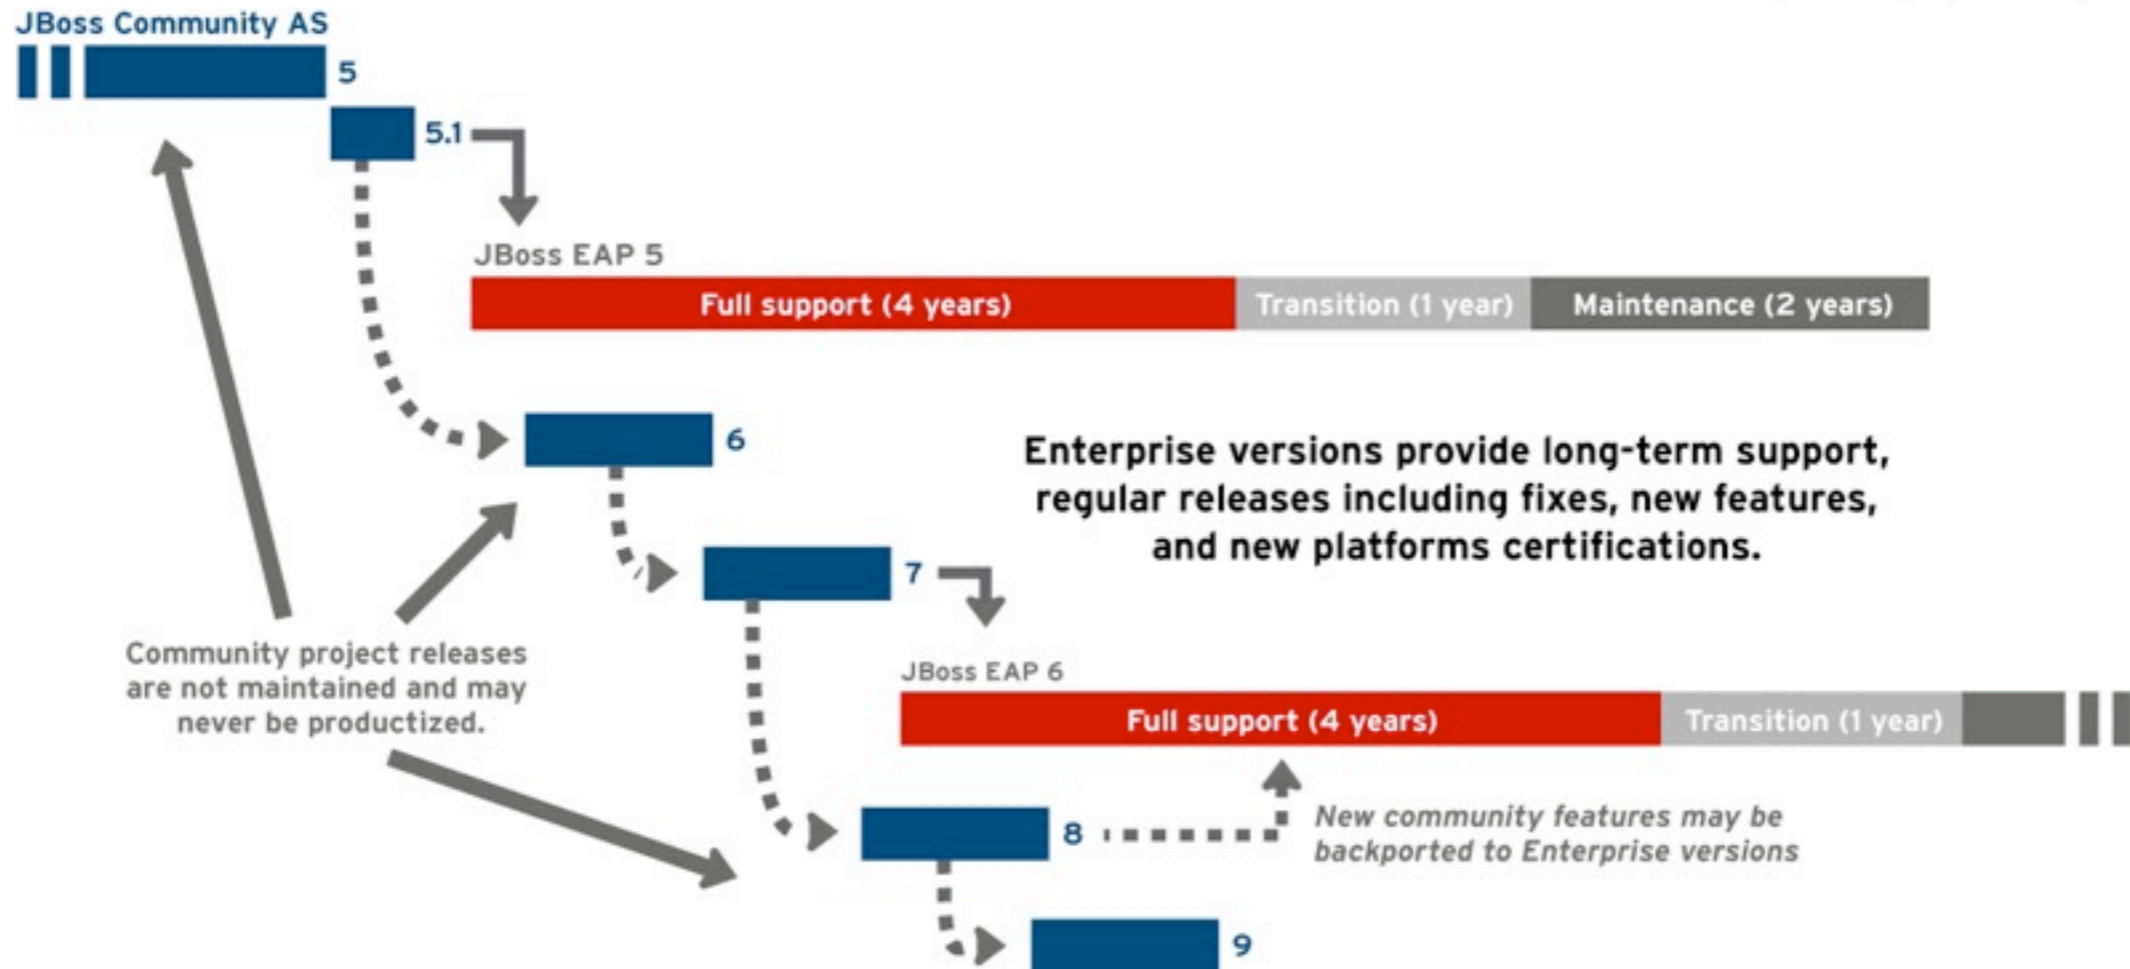 JBoss Community AS
5
5.1
JBoss EAP 5
Full support (4 years)
Transition (1 year)
Maintenance (2 years)
6
Enterprise versions provide long-term support,
regular releases including fixes, new features,
and new platforms certifications.
7
Community project releases
are not maintained and may
never be productized.
JBoss EAP 6
Full support (4 years)
Transition (1 year)
8
New community features may be
backported to Enterprise versions
9